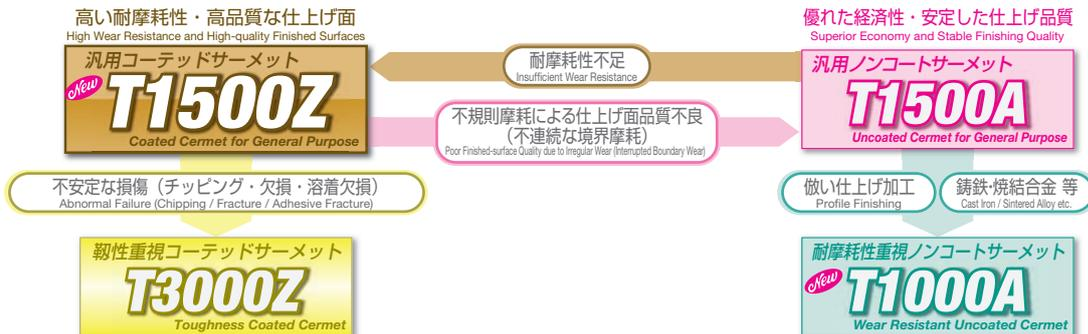 高い耐摩耗性・高品質な仕上げ面
High Wear Resistance and High-quality Finished Surfaces
汎用コーテッドサーメット
New
T1500Z
Coated Cermet for General Purpose
耐摩耗性不足
Insufficient Wear Resistance
不規則摩耗による仕上げ面品質不良
（不連続な境界摩耗）
Poor Finished-surface Quality due to Irregular Wear (Interrupted Boundary Wear)
優れた経済性・安定した仕上げ品質
Superior Economy and Stable Finishing Quality
汎用ノンコートサーメット
T1500A
Uncoated Cermet for General Purpose
不安定な損傷（チッピング・欠損・溶着欠損）
Abnormal Failure (Chipping / Fracture / Adhesive Fracture)
倣い仕上げ加工
Profile Finishing
鋳鉄・焼結合金 等
Cast Iron / Sintered Alloy etc.
靱性重視コーテッドサーメット
T3000Z
Toughness Coated Cermet
耐摩耗性重視ノンコートサーメット
New
T1000A
Wear Resistant Uncoated Cermet